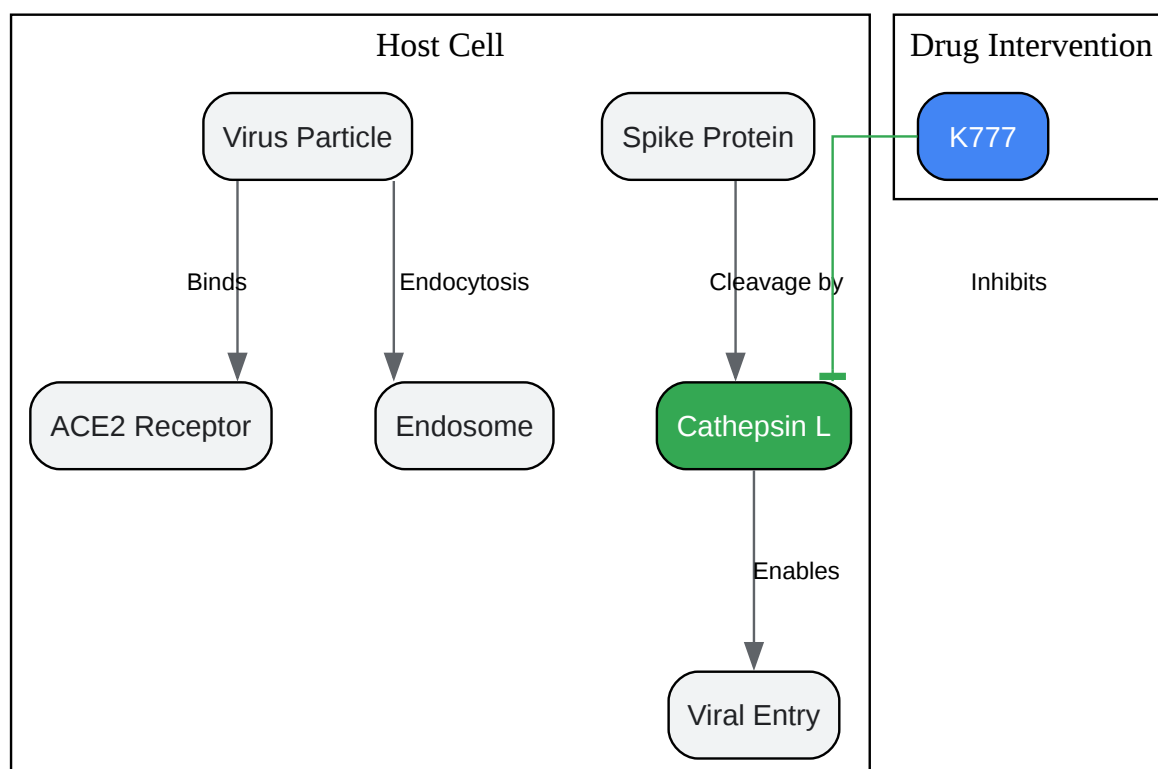 Host Cell
Drug Intervention
Virus Particle
Spike Protein
K777
Binds
Endocytosis
Cleavage by
Inhibits
ACE2 Receptor
Endosome
Cathepsin L
Enables
Viral Entry